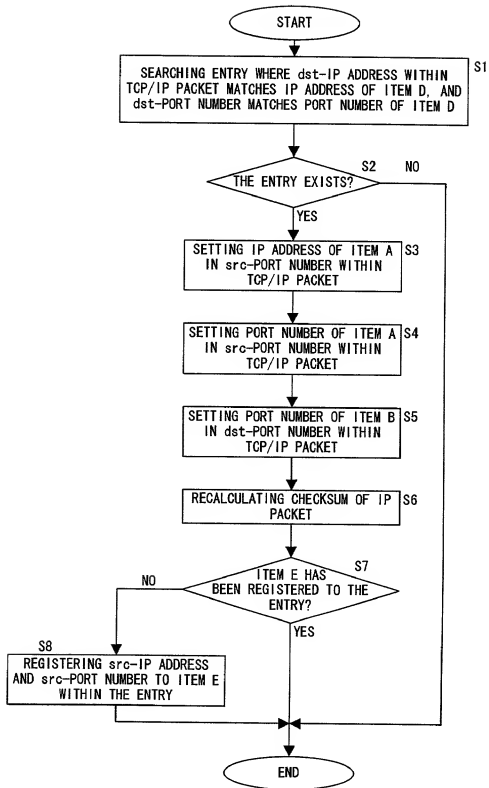 START
S1
SEARCHING ENTRY WHERE dst-IP ADDRESS WITHIN
TCP/IP PACKET MATCHES IP ADDRESS OF ITEM D, AND
dst-PORT NUMBER MATCHES PORT NUMBER OF ITEM D
S2
NO
THE ENTRY EXISTS?
YES
SETTING IP ADDRESS OF ITEM A
IN src-PORT NUMBER WITHIN
TCP/IP PACKET
S3
SETTING PORT NUMBER OF ITEM A
IN src-PORT NUMBER WITHIN
TCP/IP PACKET
S4
SETTING PORT NUMBER OF ITEM B
IN dst-PORT NUMBER WITHIN
TCP/IP PACKET
S5
RECALCULATING CHECKSUM OF IP
PACKET
S6
S7
ITEM E HAS
BEEN REGISTERED TO THE
ENTRY?
NO
YES
S8
REGISTERING src-IP ADDRESS
AND src-PORT NUMBER TO ITEM E
WITHIN THE ENTRY
END